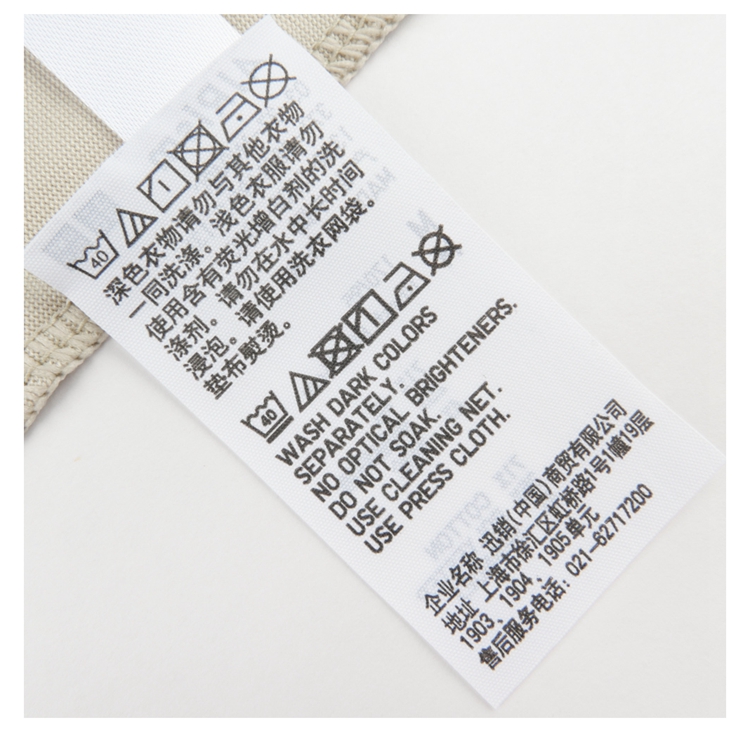 40
深色衣物请勿与其他衣物
一同洗涤。浅色衣服请勿
使用含有荧光增白剂的洗
涤剂。请勿在水中长时间
浸泡。请使用洗衣网袋。
垫布熨烫。
40
WASH DARK COLORS
SEPARATELY.
NO OPTICAL BRIGHTENERS.
DO NOT SOAK.
USE CLEANING NET.
USE PRESS CLOTH.
企业名称 迅销(中国)商贸有限公司
地址 上海市徐汇区虹桥路1号1幢19层
1903、1904、1905单元
售后服务电话：021-62717200